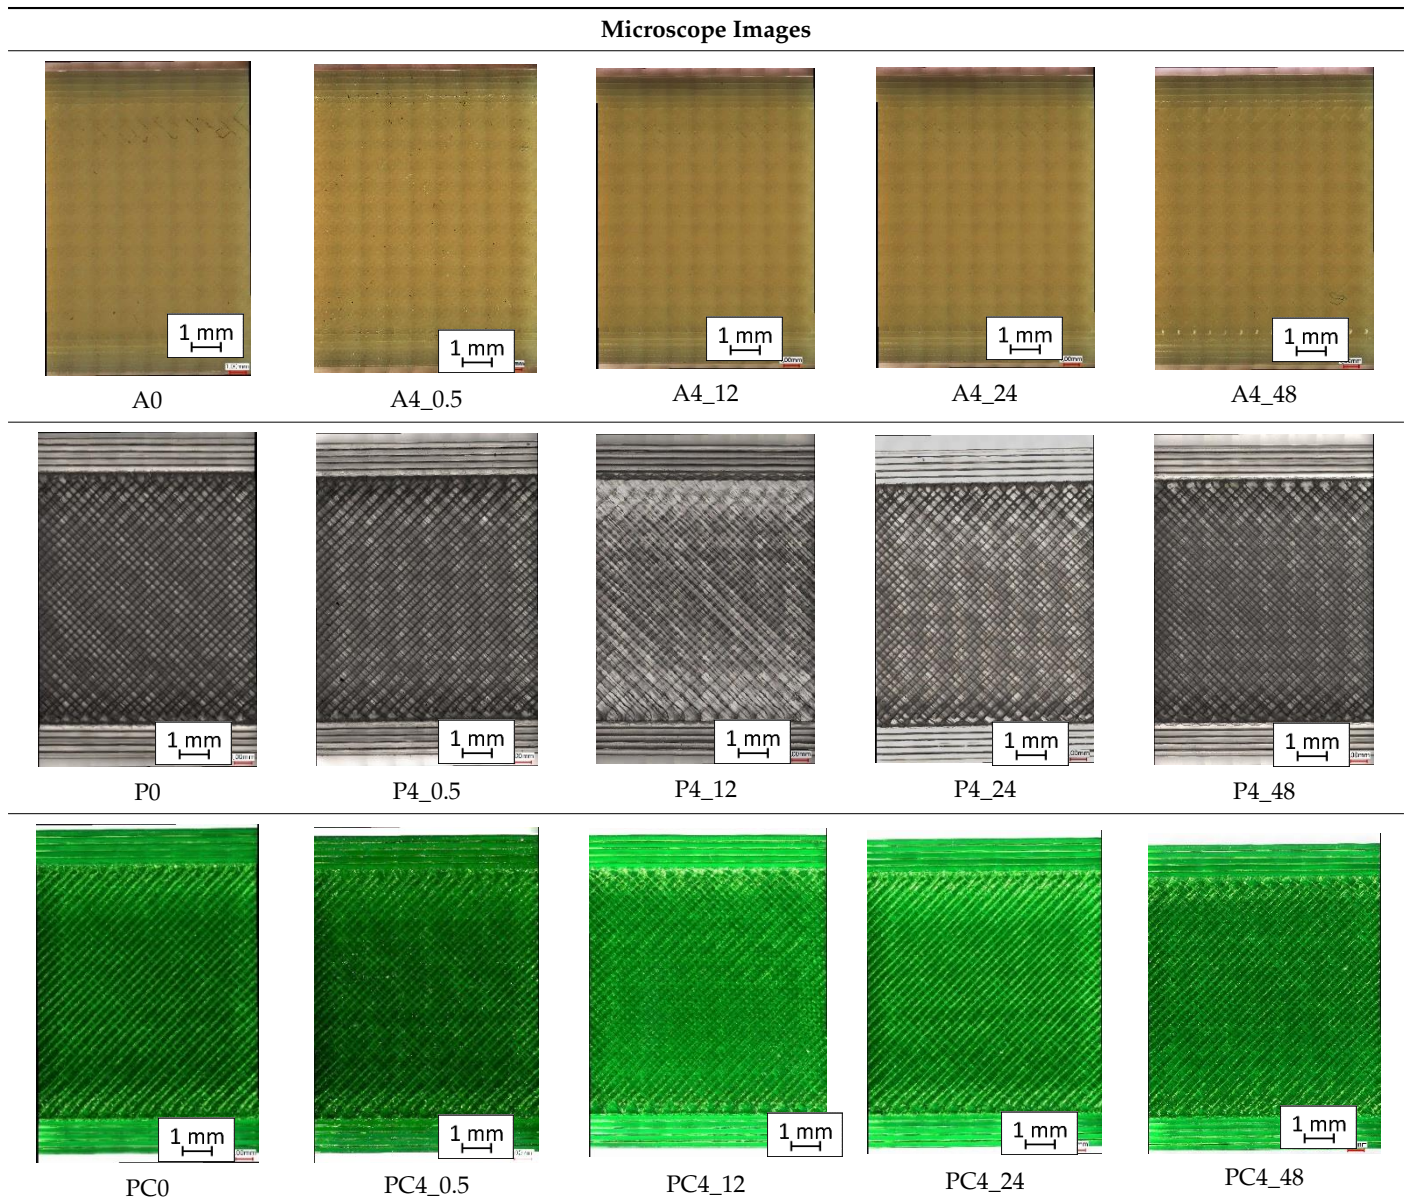 Microscope Images
1 mm 1 mm 1 mm 1 mm 1 mm
1,00mm
A0 A4_0.5 A4_12 A4_24 A4_48
1 mm 1 mm 1 mm 1 mm 1 mm
P0 P4_0.5 P4_12 P4_24 P4_48
1 mm 1 mm 1 mm 1 mm 1 mm
PC0 PC4_0.5 PC4_12 PC4_24 PC4_48